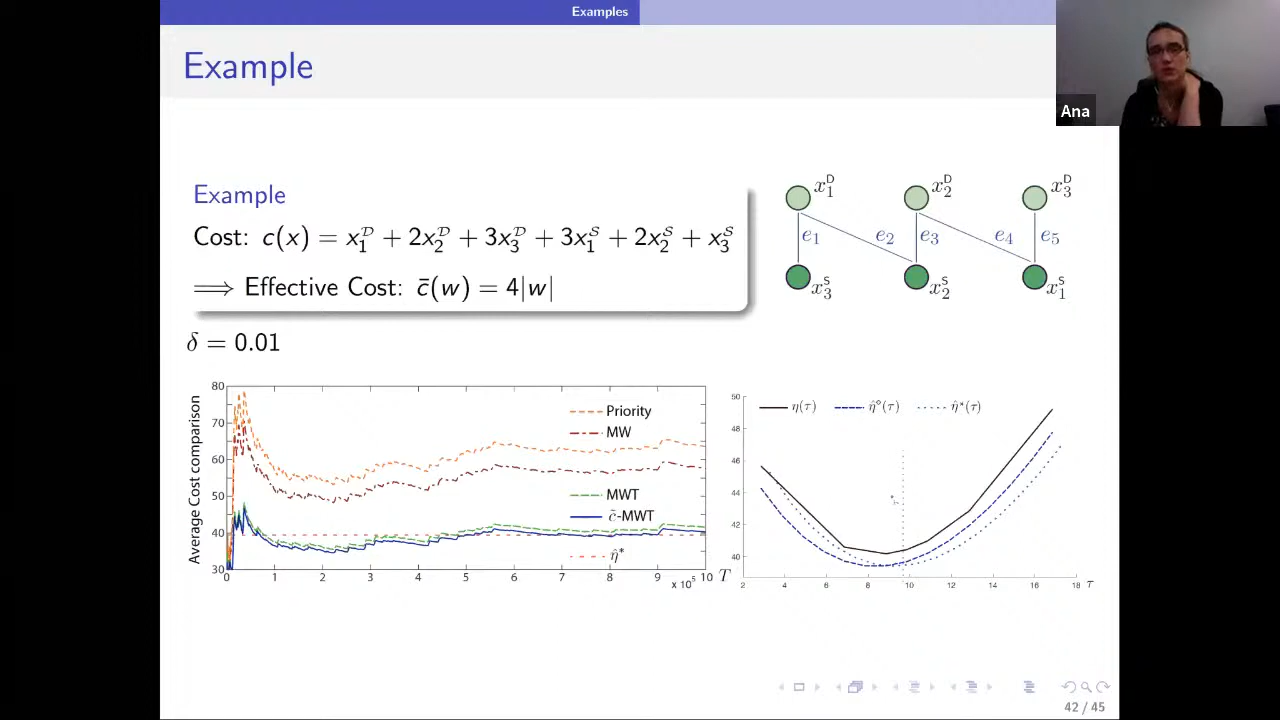 Examples
Example
Ana
Example
Cost: c(x) = x₁ᴰ + 2x₂ᴰ + 3x₃ᴰ + 3x₁ˢ + 2x₂ˢ + x₃ˢ
⟹ Effective Cost: c̄(w) = 4|w|
δ = 0.01
x₁ᴰ x₂ᴰ x₃ᴰ
e₁ e₂ e₃ e₄ e₅
x₃ˢ x₂ˢ x₁ˢ
Average Cost comparison
80
70
60
50
40
30
Priority
MW
MWT
c̃-MWT
η̂*
0 1 2 3 4 5 6 7 8 9 10 T
x 10⁵
50
48
46
44
42
40
η(τ) η̂°(τ) η̂*(τ)
2 4 6 8 10 12 14 16 18 τ
42 / 45